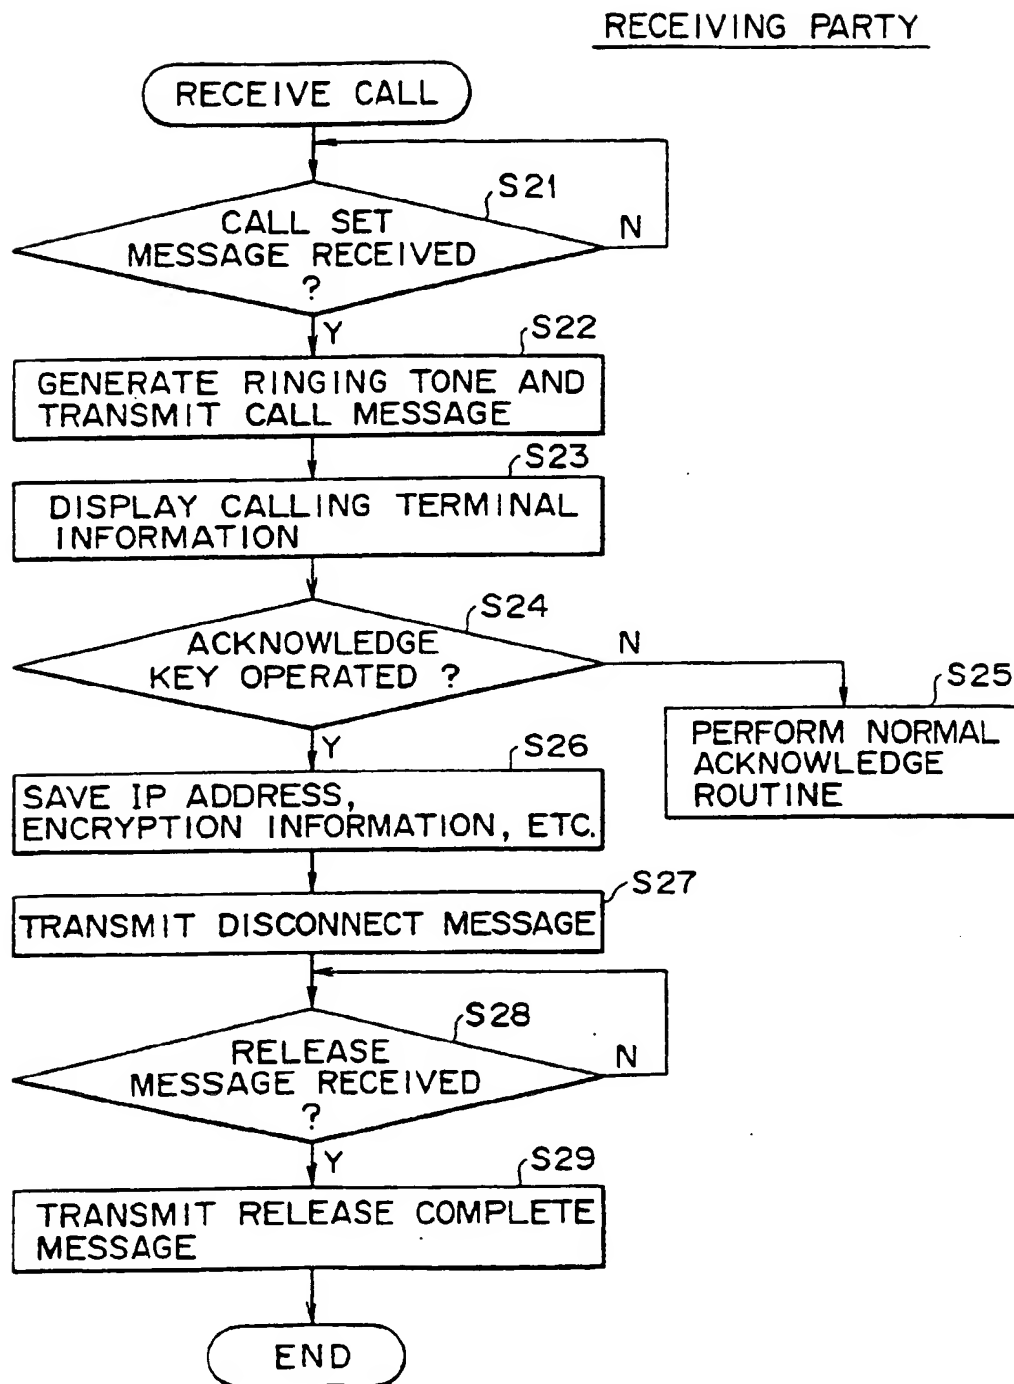 RECEIVING PARTY
RECEIVE CALL
S21
CALL SET
MESSAGE RECEIVED
?
N
Y
S22
GENERATE RINGING TONE AND
TRANSMIT CALL MESSAGE
S23
DISPLAY CALLING TERMINAL
INFORMATION
S24
ACKNOWLEDGE
KEY OPERATED ?
N
S25
PERFORM NORMAL
ACKNOWLEDGE
ROUTINE
Y
S26
SAVE IP ADDRESS,
ENCRYPTION INFORMATION, ETC.
S27
TRANSMIT DISCONNECT MESSAGE
S28
RELEASE
MESSAGE RECEIVED
?
N
Y
S29
TRANSMIT RELEASE COMPLETE
MESSAGE
END